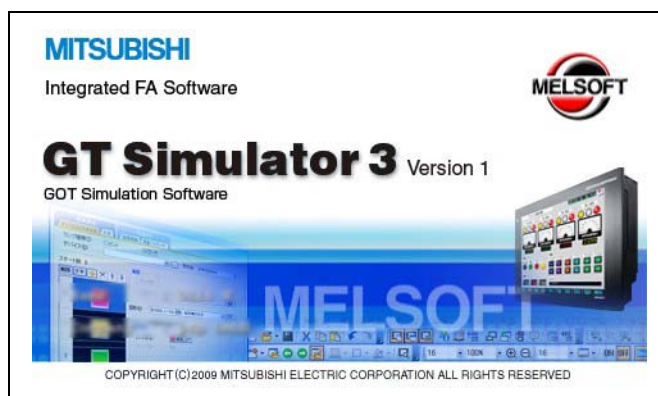 MITSUBISHI
Integrated FA Software
MELSOFT
GT Simulator 3 Version 1
GOT Simulation Software
MELSOFT
16 100% 16
COPYRIGHT(C)2009 MITSUBISHI ELECTRIC CORPORATION ALL RIGHTS RESERVED